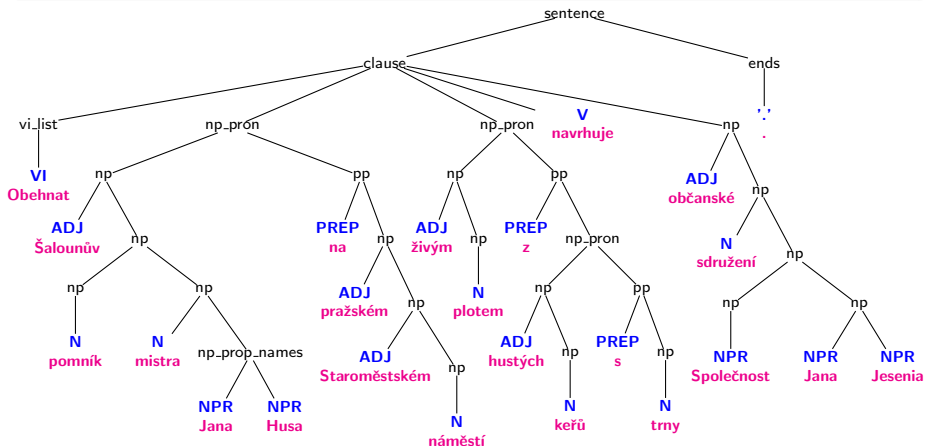 sentence
clause ends
vi_list np_pron np_pron V np '.'
navrhuje .
VI np pp np pp ADJ np
Obehnat občanské
ADJ np PREP np ADJ np PREP np_pron N np
Šalounův na živým z sdružení
np np ADJ np N np pp np np
pražském plotem
N N np_prop_names ADJ np ADJ np PREP np NPR NPR NPR
pomník mistra Staroměstském hustých s Společnost Jana Jesenia
NPR NPR N N N
Jana Husa náměstí keřů trny